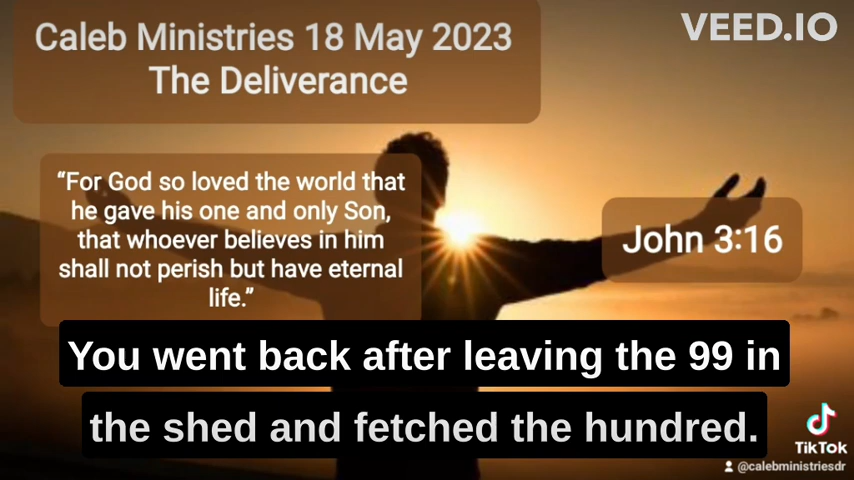 Caleb Ministries 18 May 2023
The Deliverance
VEED.IO
“For God so loved the world that
he gave his one and only Son,
that whoever believes in him
shall not perish but have eternal
life.”
John 3:16
You went back after leaving the 99 in
the shed and fetched the hundred.
TikTok
@calebministriesdr